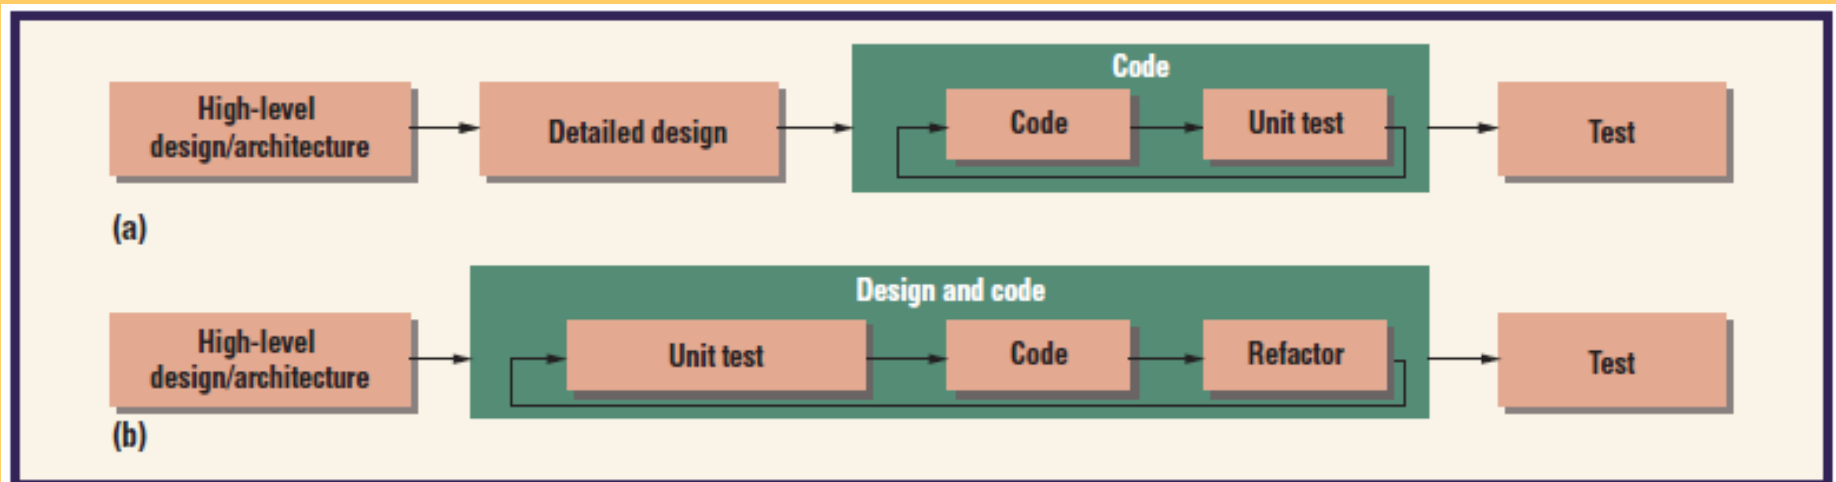 Code
High-level
design/architecture
Detailed design
Code
Unit test
Test
(a)
Design and code
High-level
design/architecture
Unit test
Code
Refactor
Test
(b)